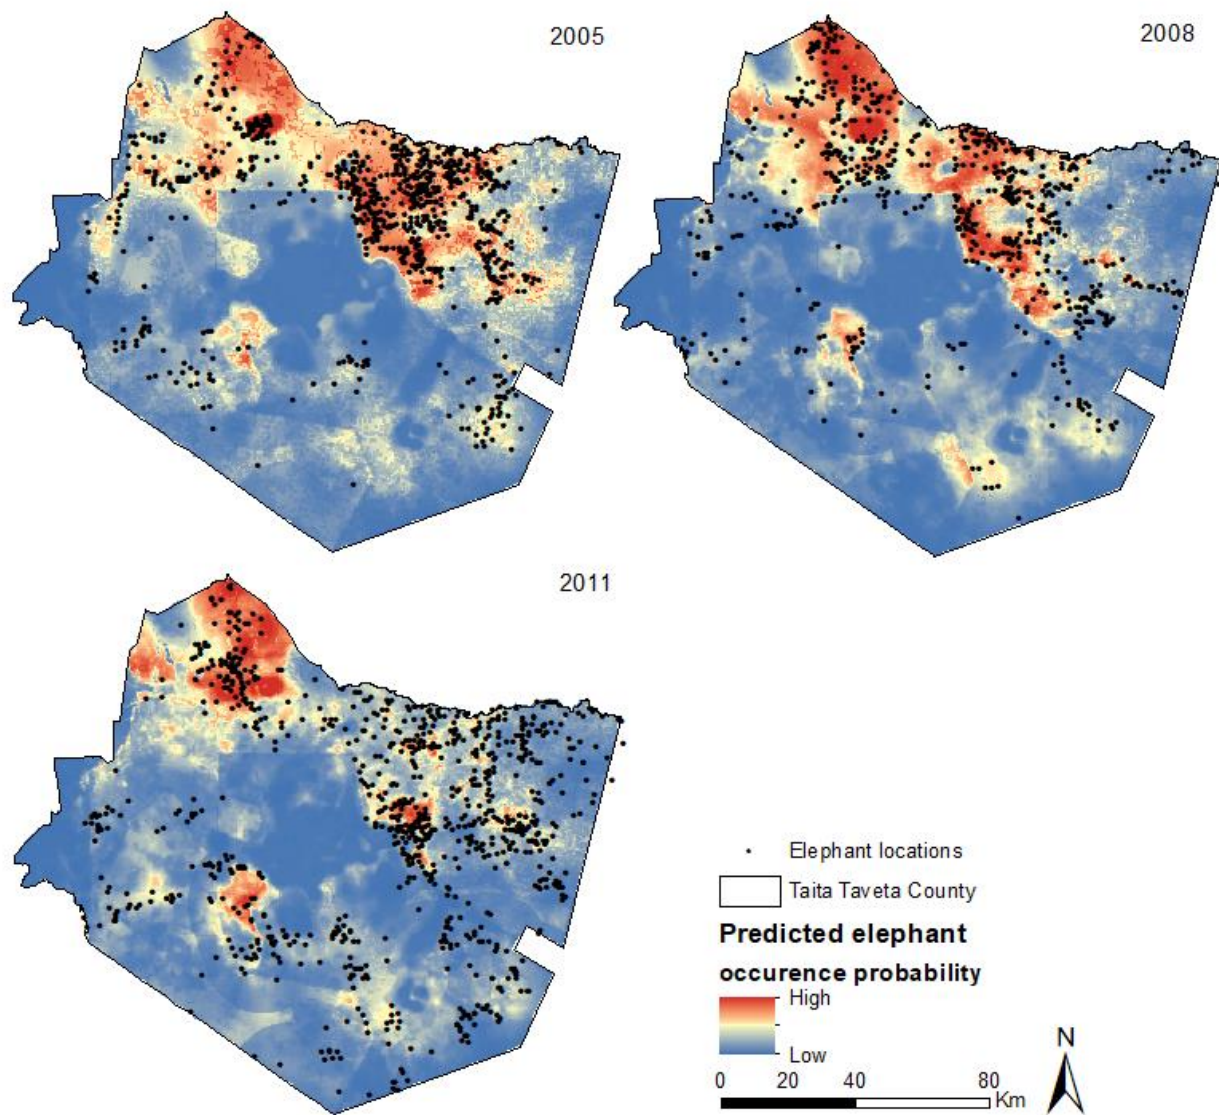 2005
2008
2011
Elephant locations
Taita Taveta County
Predicted elephant
occurence probability
High
Low
N
0 20 40 80
Km